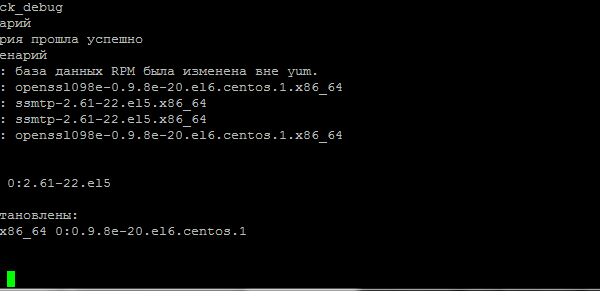 ck_debug
арий
рия прошла успешно
енарий
: база данных RPM была изменена вне yum.
: openssl098e-0.9.8e-20.el6.centos.1.x86_64
: ssmtp-2.61-22.el5.x86_64
: ssmtp-2.61-22.el5.x86_64
: openssl098e-0.9.8e-20.el6.centos.1.x86_64
0:2.61-22.el5
тановлены:
x86_64 0:0.9.8e-20.el6.centos.1